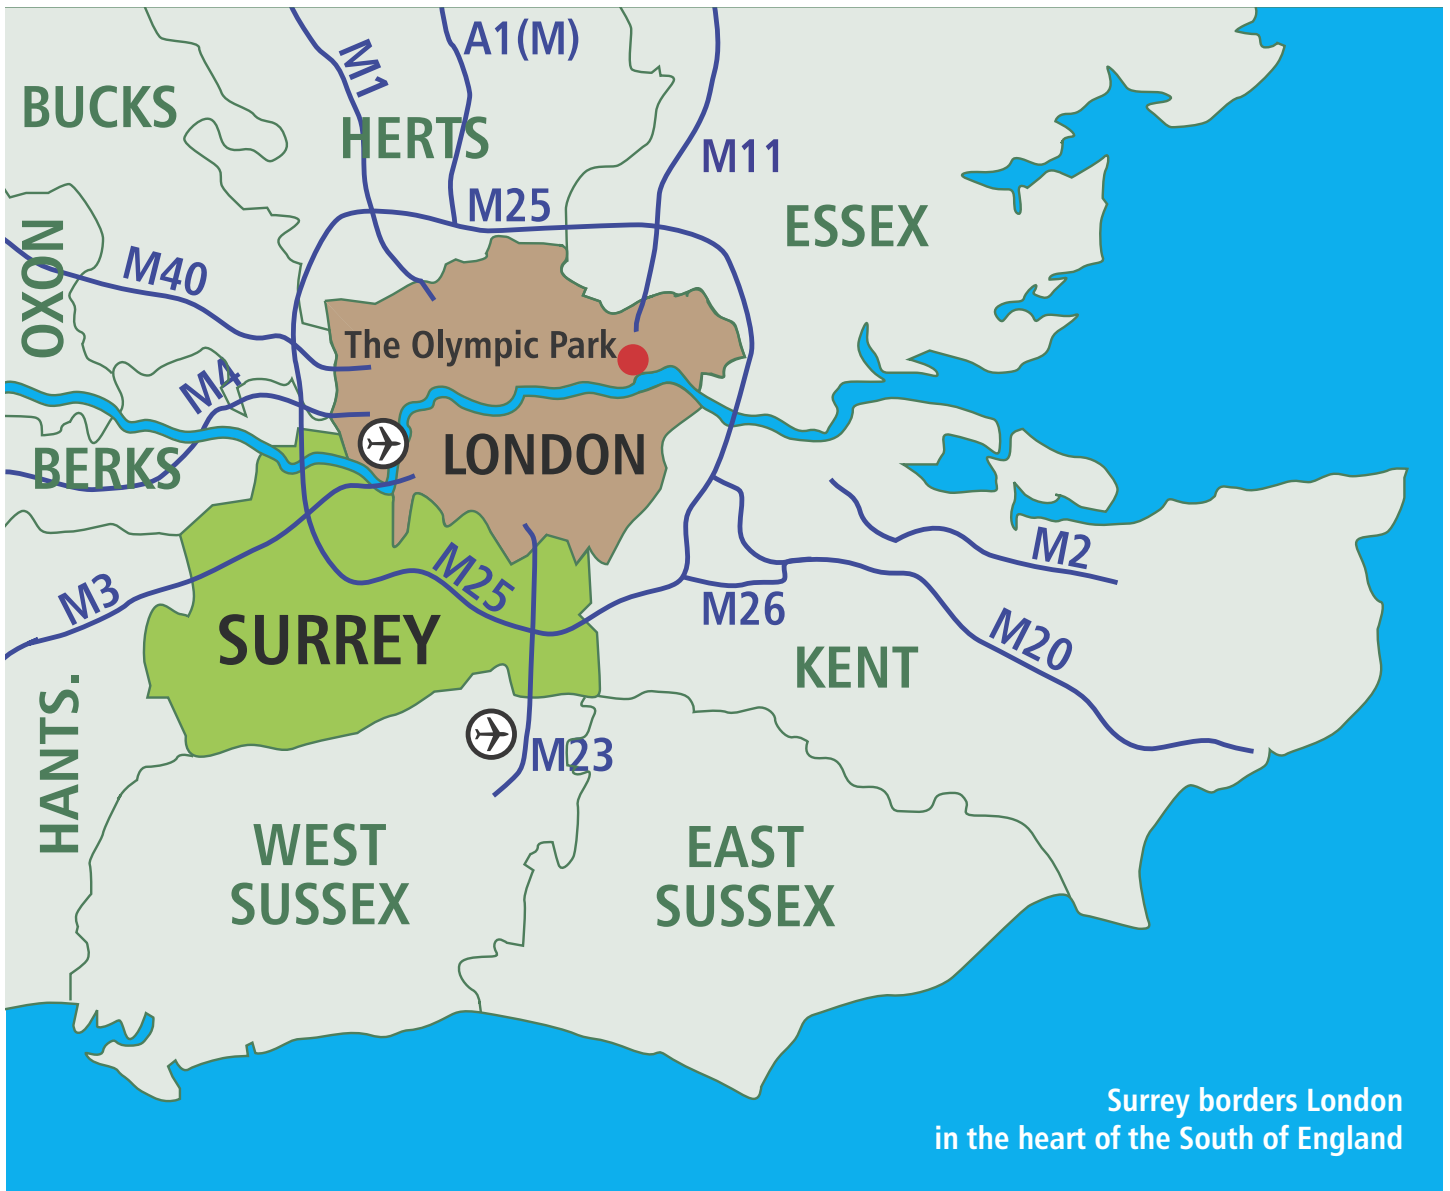 A1(M)
M1
BUCKS
HERTS
M11
M25
ESSEX
OXON
M40
The Olympic Park
M4
LONDON
BERKS
M2
M25
M3
M26
SURREY
M20
KENT
HANTS.
M23
WEST
SUSSEX
EAST
SUSSEX
Surrey borders London
in the heart of the South of England